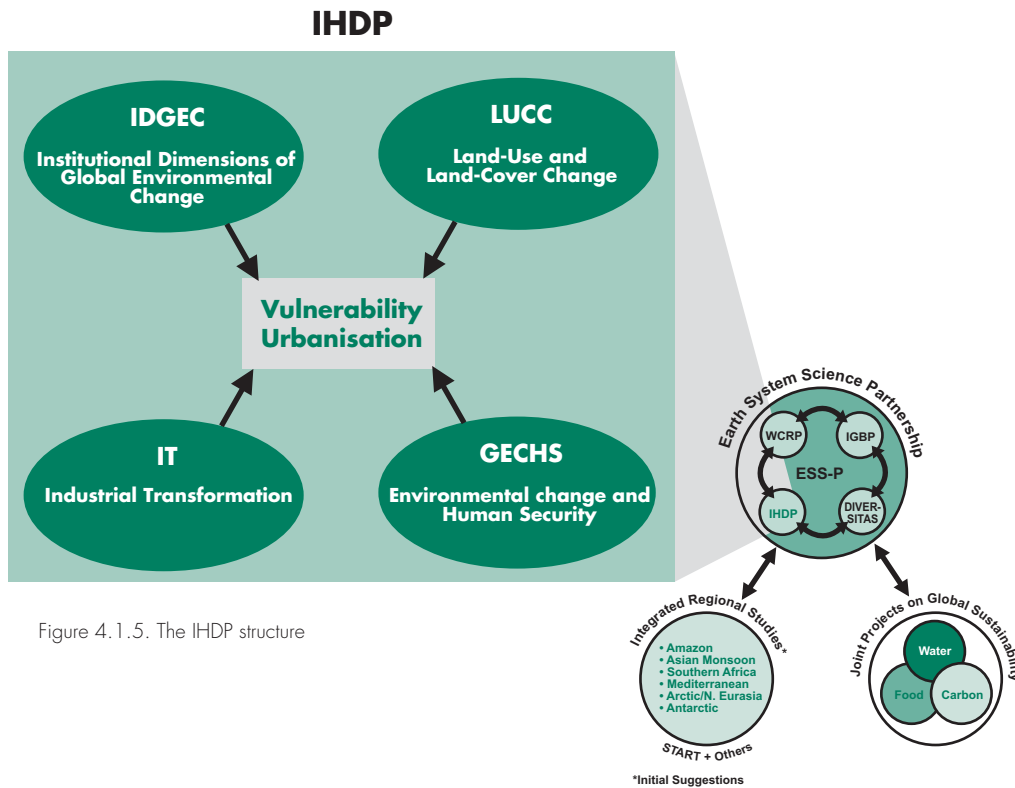 IHDP
IDGEC
Institutional Dimensions of
Global Environmental
Change
LUCC
Land-Use and
Land-Cover Change
Vulnerability
Urbanisation
IT
Industrial Transformation
GECHS
Environmental change and
Human Security
Figure 4.1.5. The IHDP structure
Earth System Science Partnership
WCRP
IGBP
ESS-P
IHDP
DIVER-
SITAS
Integrated Regional Studies*
• Amazon
• Asian Monsoon
• Southern Africa
• Mediterranean
• Arctic/N. Eurasia
• Antarctic
START + Others
*Initial Suggestions
Joint Projects on Global Sustainability
Water
Food
Carbon